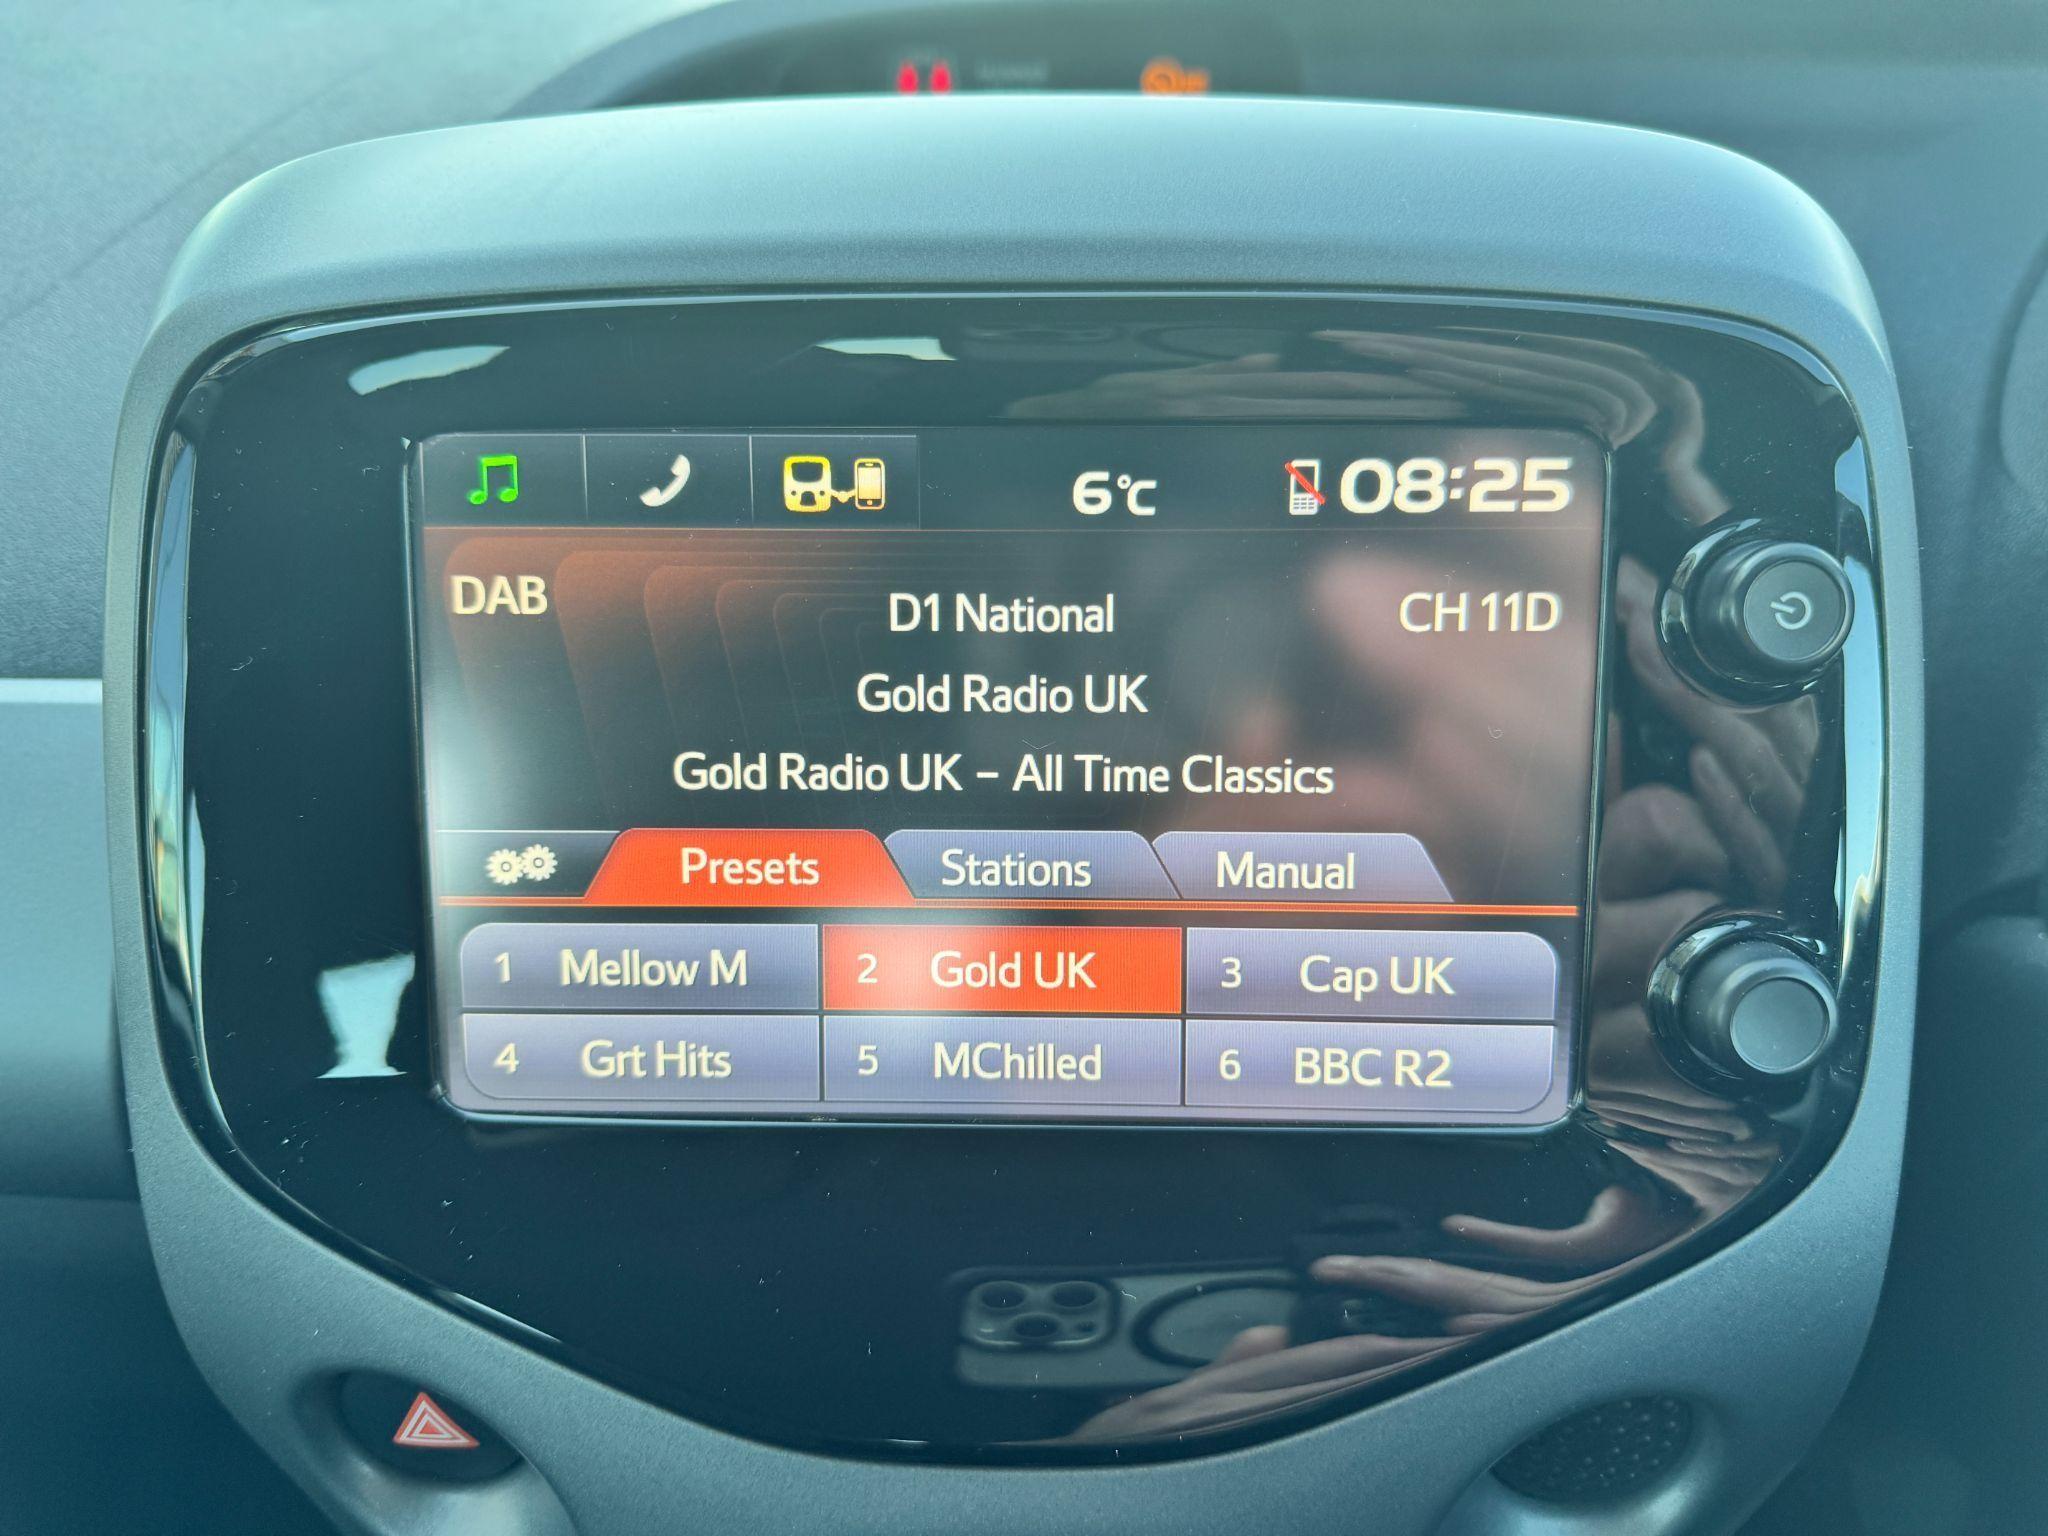 6°C 08:25
DAB D1 National CH 11D
Gold Radio UK
Gold Radio UK – All Time Classics
Presets Stations Manual
1 Mellow M 2 Gold UK 3 Cap UK
4 Grt Hits 5 MChilled 6 BBC R2